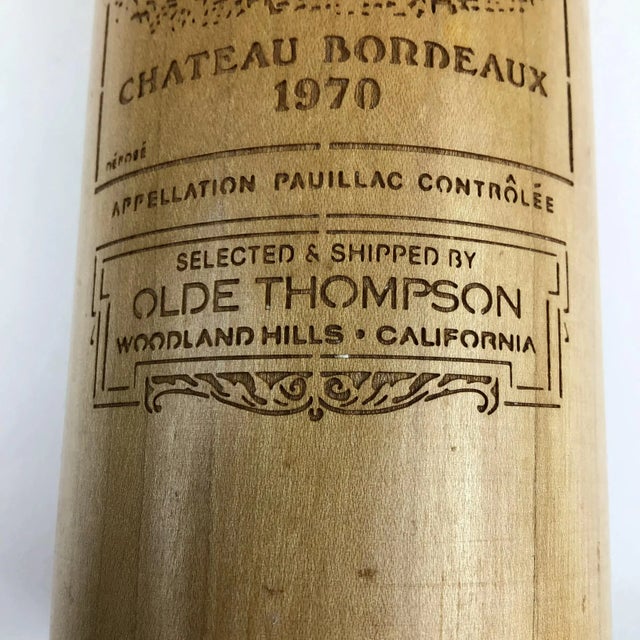 CHATEAU BORDEAUX
1970
DÉPOSÉ
APPELLATION PAUILLAC CONTRÔLÉE
SELECTED & SHIPPED BY
OLDE THOMPSON
WOODLAND HILLS • CALIFORNIA